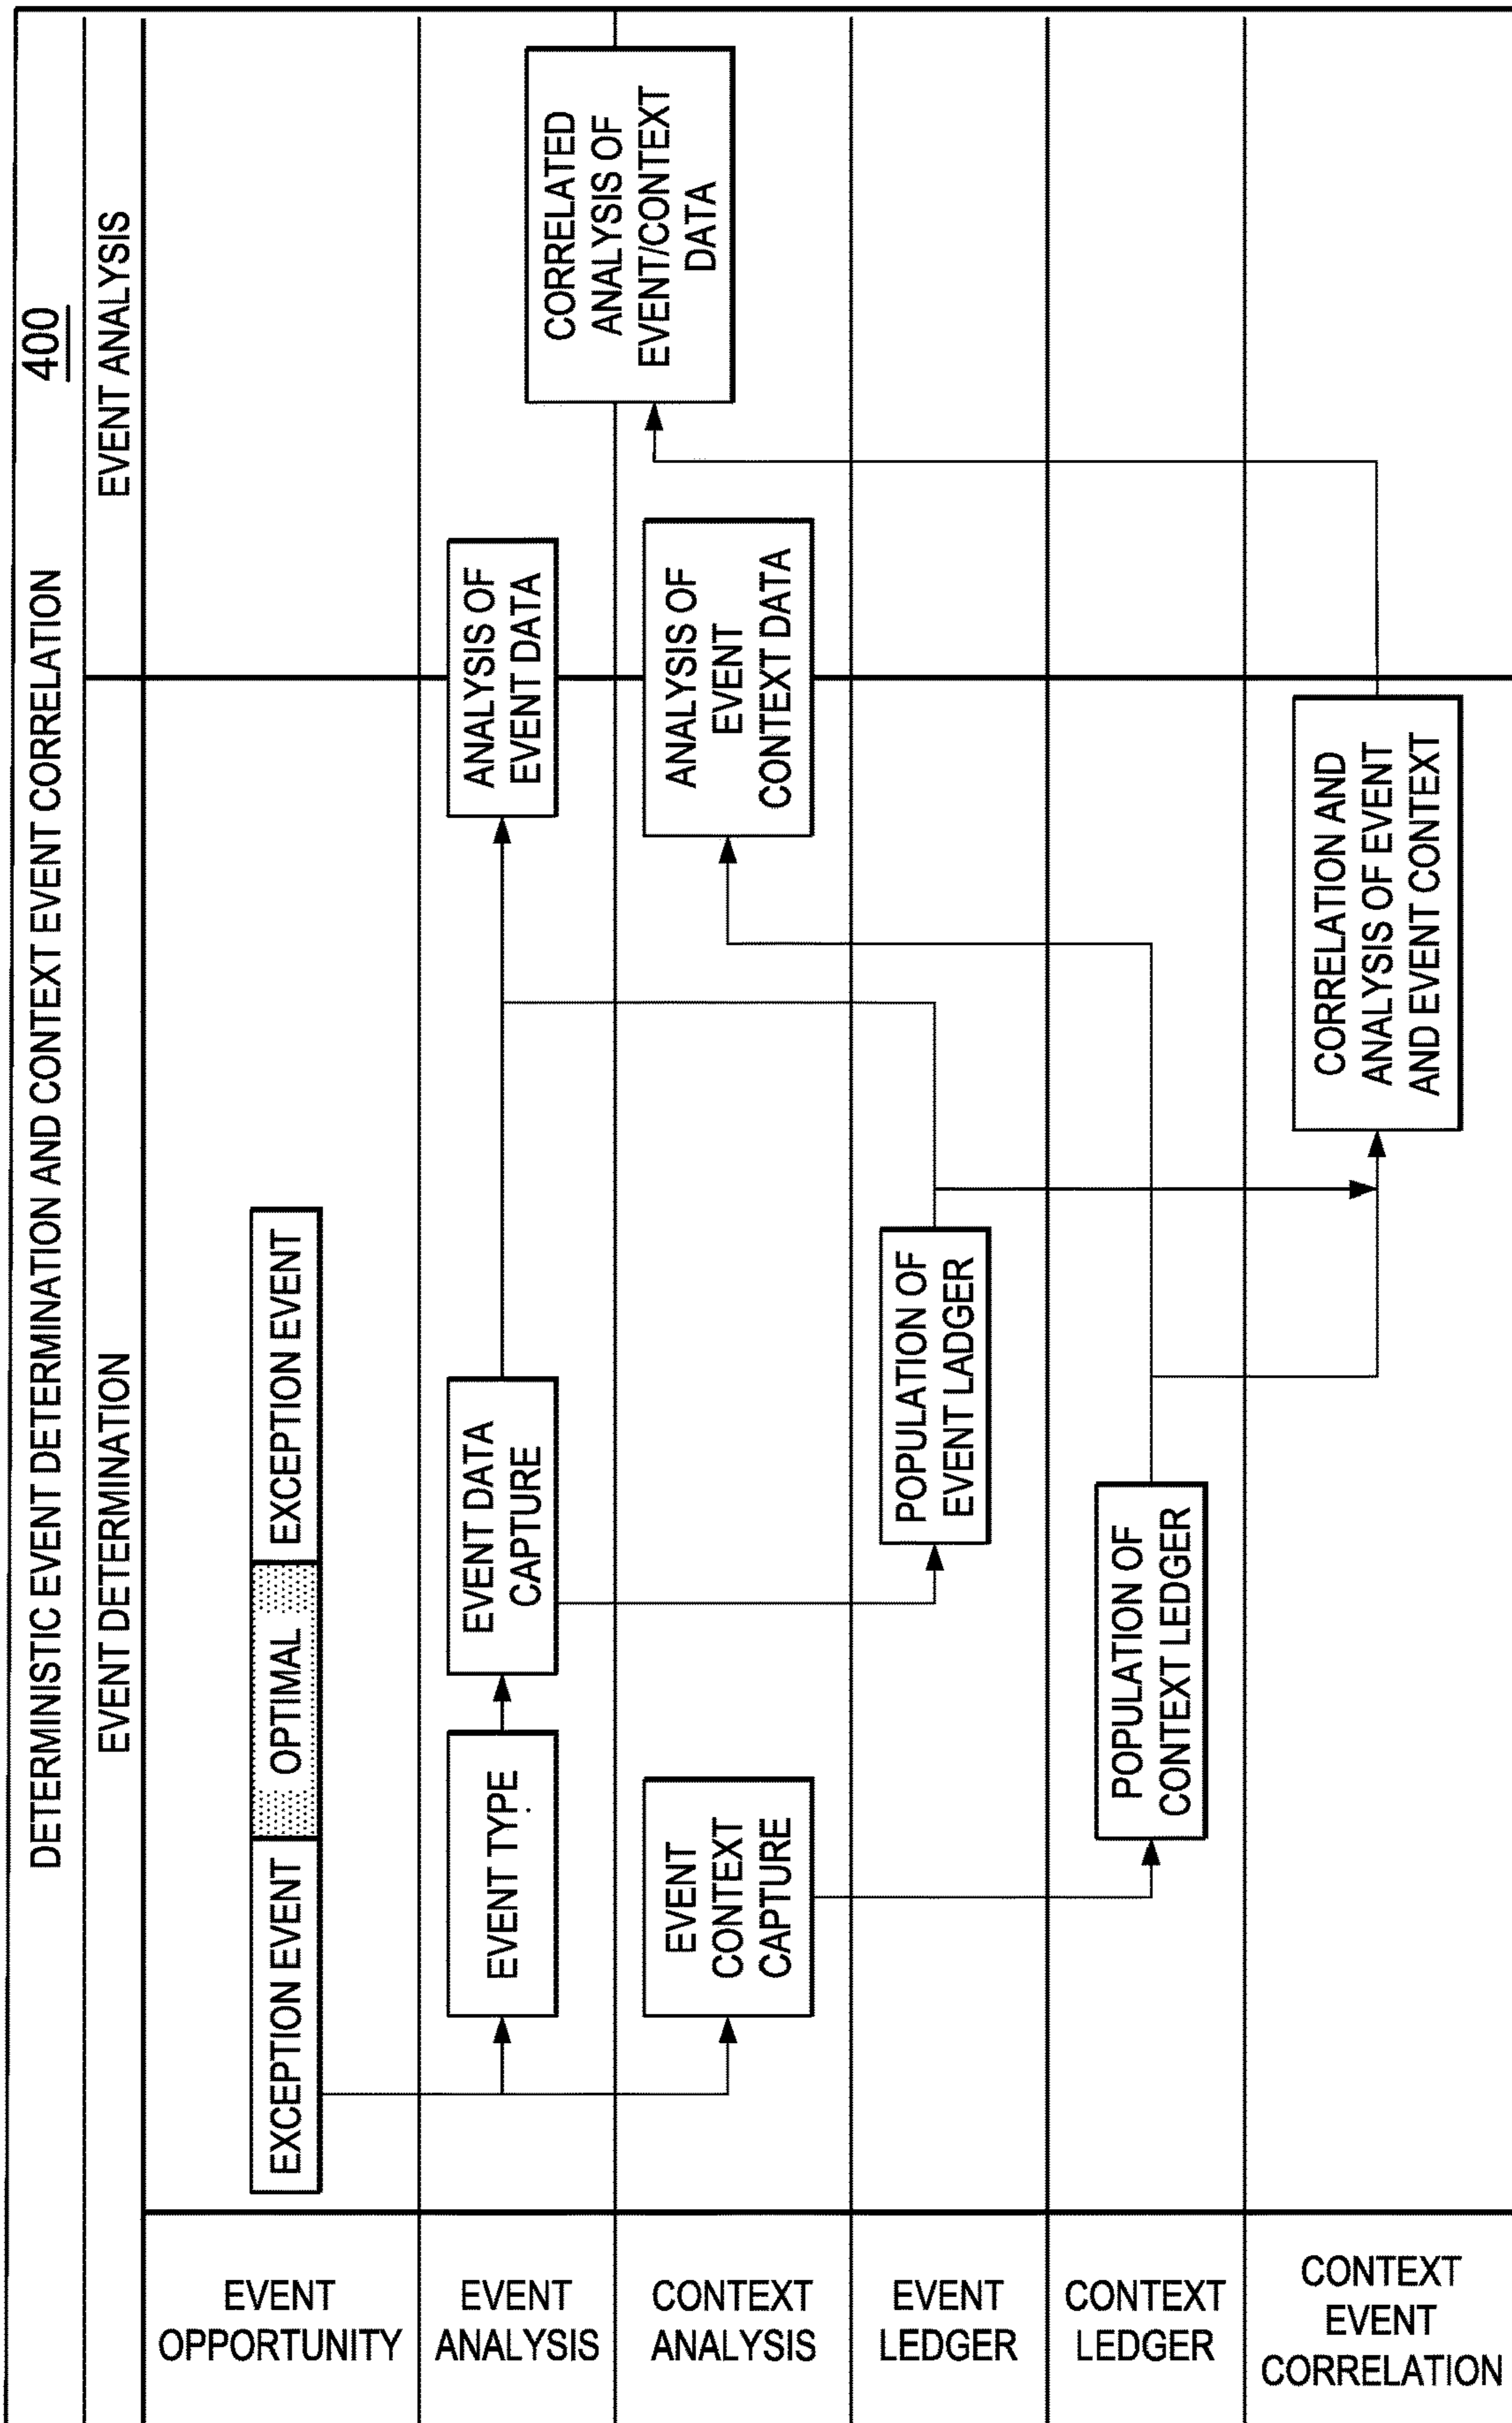 400
DETERMINISTIC EVENT DETERMINATION AND CONTEXT EVENT CORRELATION
EVENT DETERMINATION
EVENT ANALYSIS
EVENT
OPPORTUNITY
EXCEPTION EVENT
OPTIMAL
EXCEPTION EVENT
EVENT
ANALYSIS
EVENT TYPE
EVENT DATA
CAPTURE
ANALYSIS OF
EVENT DATA
CORRELATED
ANALYSIS OF
EVENT/CONTEXT
DATA
CONTEXT
ANALYSIS
EVENT
CONTEXT
CAPTURE
ANALYSIS OF
EVENT
CONTEXT DATA
EVENT
LEDGER
POPULATION OF
EVENT LADGER
CONTEXT
LEDGER
POPULATION OF
CONTEXT LEDGER
CONTEXT
EVENT
CORRELATION
CORRELATION AND
ANALYSIS OF EVENT
AND EVENT CONTEXT